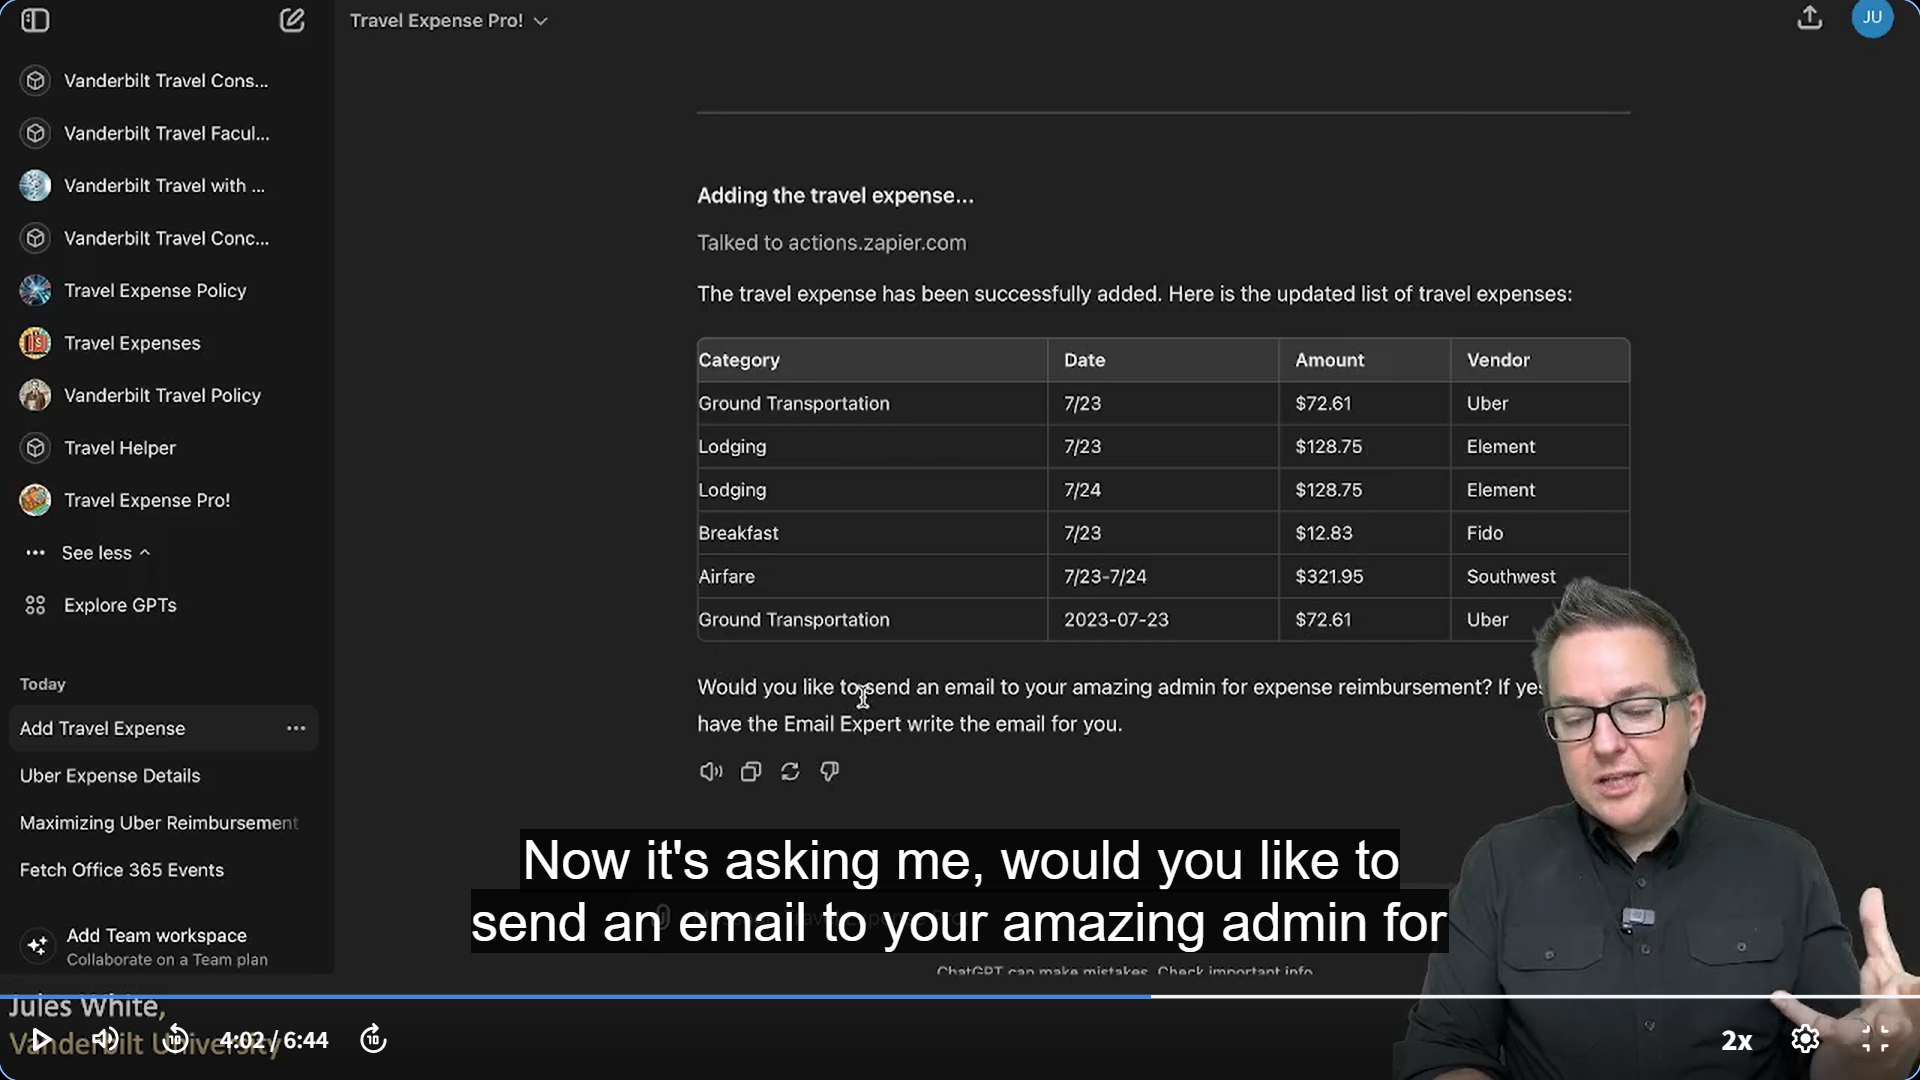 Travel Expense Pro!
JU
Vanderbilt Travel Cons...
Vanderbilt Travel Facul...
Vanderbilt Travel with ...
Vanderbilt Travel Conc...
Travel Expense Policy
Travel Expenses
Vanderbilt Travel Policy
Travel Helper
Travel Expense Pro!
See less
Explore GPTs
Today
Add Travel Expense
Uber Expense Details
Maximizing Uber Reimbursement
Fetch Office 365 Events
Add Team workspace
Collaborate on a Team plan
Adding the travel expense...
Talked to actions.zapier.com
The travel expense has been successfully added. Here is the updated list of travel expenses:
Category Date Amount Vendor
Ground Transportation 7/23 $72.61 Uber
Lodging 7/23 $128.75 Element
Lodging 7/24 $128.75 Element
Breakfast 7/23 $12.83 Fido
Airfare 7/23-7/24 $321.95 Southwest
Ground Transportation 2023-07-23 $72.61 Uber
Would you like to send an email to your amazing admin for expense reimbursement? If yes
have the Email Expert write the email for you.
Now it's asking me, would you like to
send an email to your amazing admin for
ChatGPT can make mistakes. Check important info.
Jules White,
Vanderbilt University
10
4:02 / 6:44
10
2x